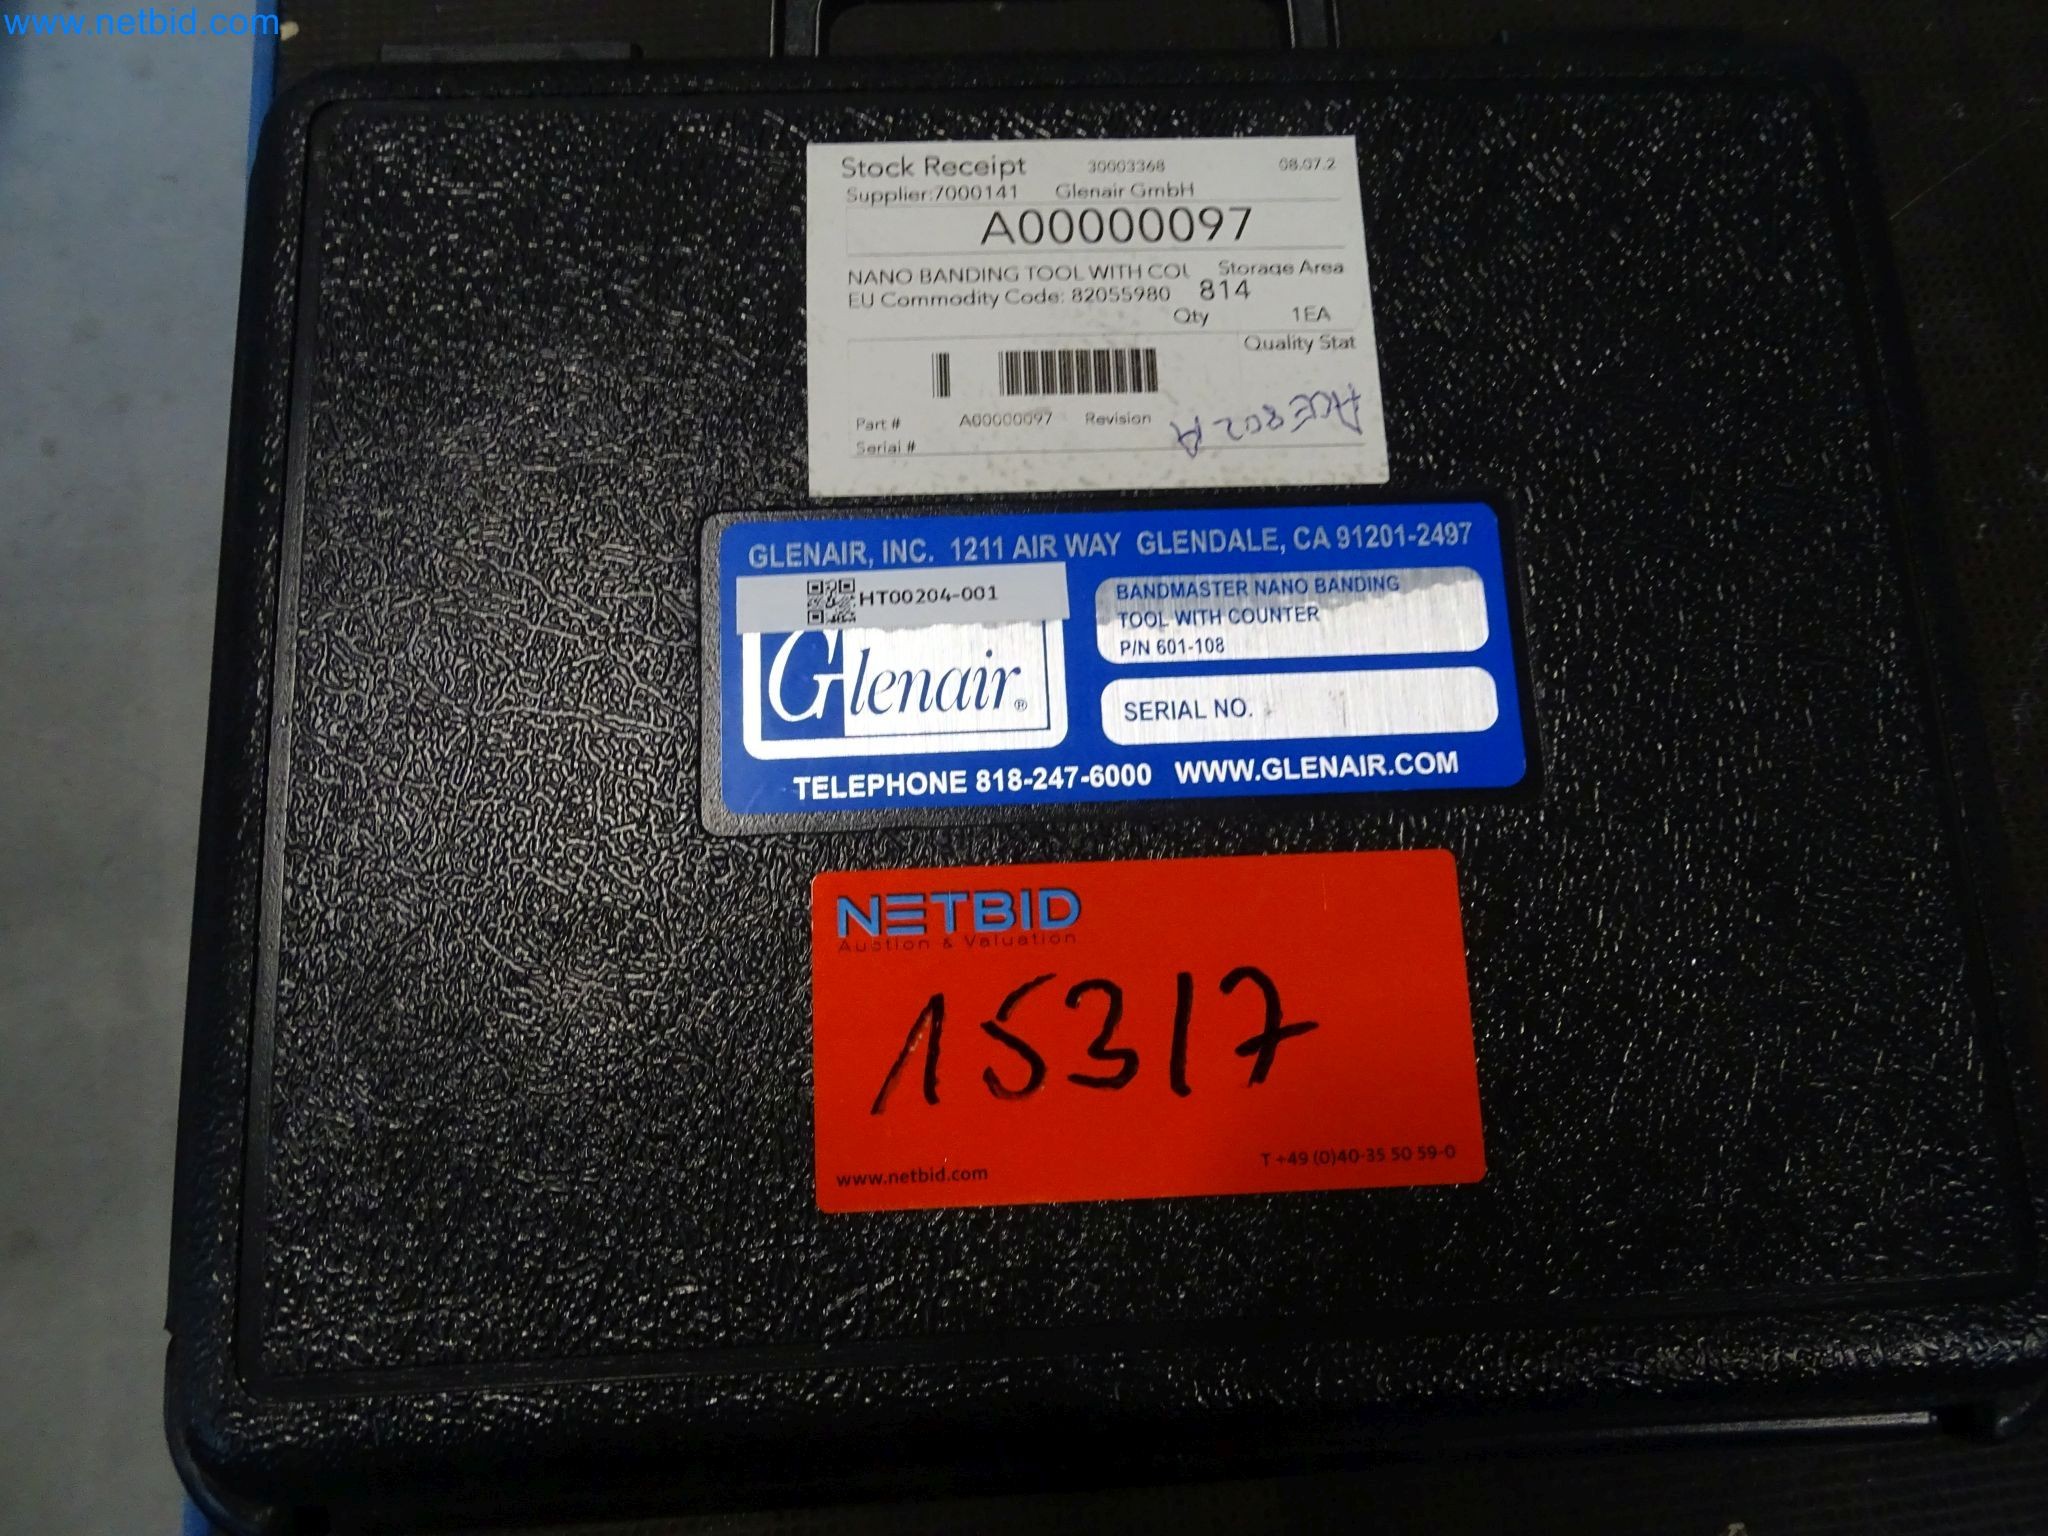 www.netbid.com
Stock Receipt 30003368 08.07.2
Supplier:7000141 Glenair GmbH
A00000097
NANO BANDING TOOL WITH COU Storage Area
EU Commodity Code: 82055980 814
Qty 1EA
Quality Stat
Part # A00000097 Revision
Serial #
GLENAIR, INC. 1211 AIR WAY GLENDALE, CA 91201-2497
HT00204-001
Glenair®
BANDMASTER NANO BANDING
TOOL WITH COUNTER
P/N 601-108
SERIAL NO.
TELEPHONE 818-247-6000 WWW.GLENAIR.COM
NETBID
Auction & Valuation
15317
www.netbid.com
T +49 (0)40-35 50 59-0